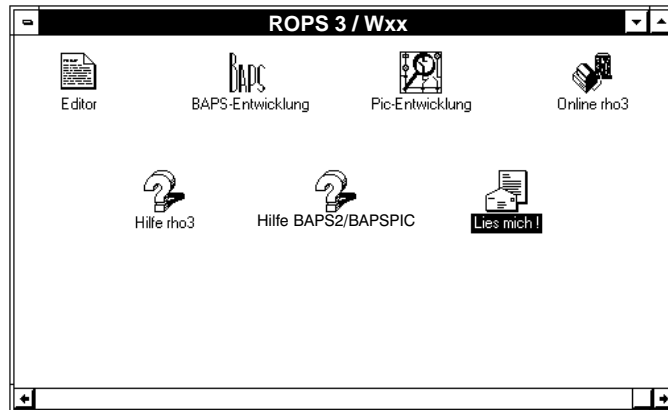 ROPS 3 / Wxx
Editor
BAPS
BAPS-Entwicklung
Pic-Entwicklung
Online rho3
Hilfe rho3
Hilfe BAPS2/BAPSPIC
Lies mich !